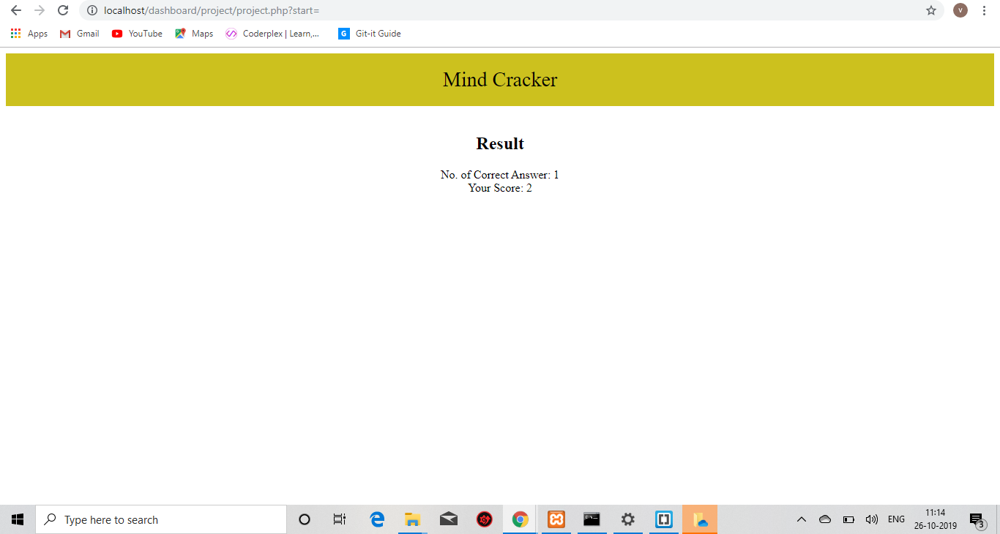 localhost/dashboard/project/project.php?start=
V
Apps Gmail YouTube Maps Coderplex | Learn,... G Git-it Guide
Mind Cracker
Result
No. of Correct Answer: 1
Your Score: 2
Type here to search
ENG
11:14
26-10-2019
3